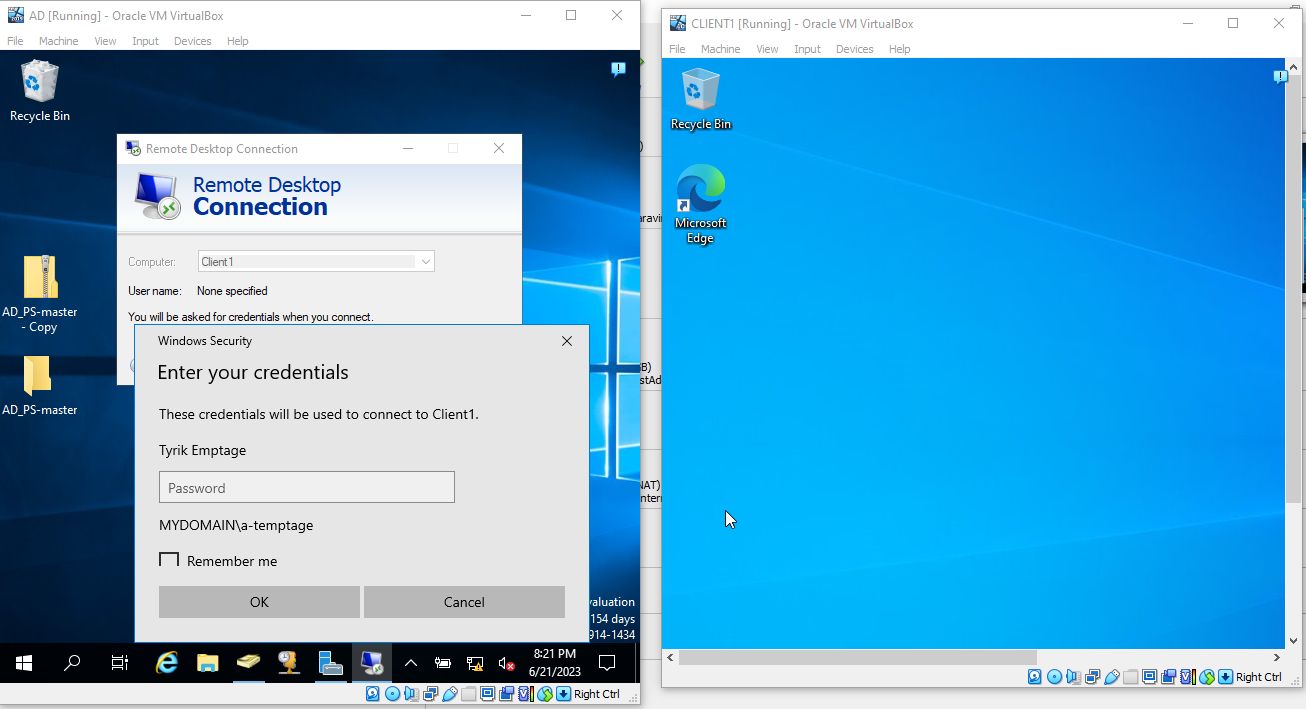 AD [Running] - Oracle VM VirtualBox
File Machine View Input Devices Help
Recycle Bin
AD_PS-master
- Copy
AD_PS-master
Remote Desktop Connection
Remote Desktop
Connection
Computer: Client1
User name: None specified
You will be asked for credentials when you connect.
Windows Security
Enter your credentials
These credentials will be used to connect to Client1.
Tyrik Emptage
Password
MYDOMAIN\a-temptage
Remember me
OK Cancel
154 days
914-1434
8:21 PM
6/21/2023
Right Ctrl
CLIENT1 [Running] - Oracle VM VirtualBox
File Machine View Input Devices Help
Recycle Bin
Microsoft
Edge
Right Ctrl